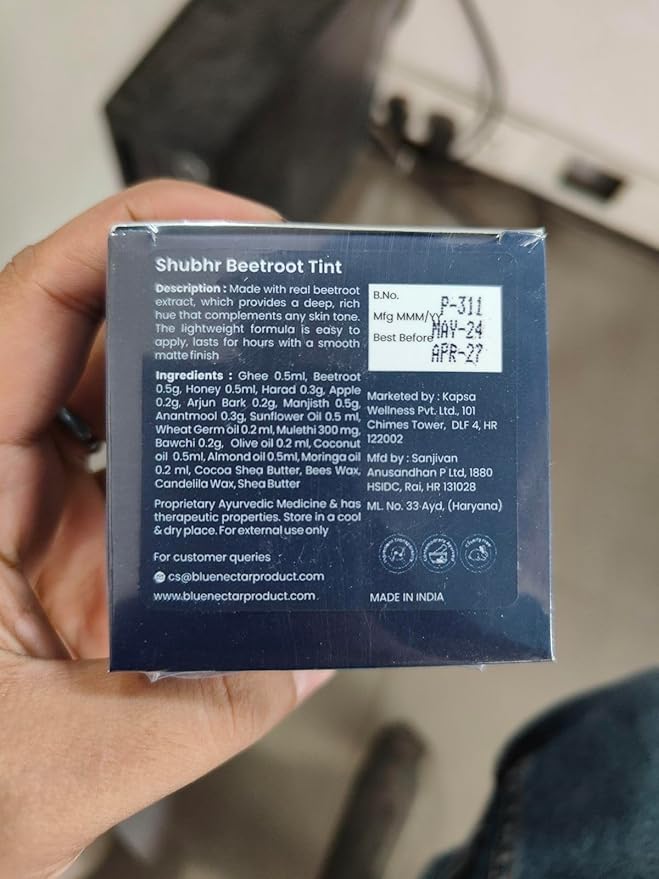 Shubhr Beetroot Tint
Description : Made with real beetroot
extract, which provides a deep, rich
hue that complements any skin tone.
The lightweight formula is easy to
apply, lasts for hours with a smooth
matte finish
Ingredients : Ghee 0.5ml, Beetroot
0.5g, Honey 0.5ml, Harad 0.3g, Apple
0.2g, Arjun Bark 0.2g, Manjisth 0.5g,
Anantmool 0.3g, Sunflower Oil 0.5 ml,
Wheat Germ oil 0.2 ml, Mulethi 300 mg,
Bawchi 0.2g, Olive oil 0.2 ml, Coconut
oil 0.5ml, Almond oil 0.5ml, Moringa oil
0.2 ml, Cocoa Shea Butter, Bees Wax,
Candelila Wax, Shea Butter
Proprietary Ayurvedic Medicine & has
therapeutic properties. Store in a cool
& dry place. For external use only
For customer queries
cs@bluenectarproduct.com
www.bluenectarproduct.com
B.No. P-311
Mfg MMM/YY MAY-24
Best Before APR-27
Marketed by : Kapsa
Wellness Pvt. Ltd., 101
Chimes Tower, DLF 4, HR
122002
Mfd by : Sanjivan
Anusandhan P Ltd, 1880
HSIDC, Rai, HR 131028
ML. No. 33 Ayd, (Haryana)
MADE IN INDIA